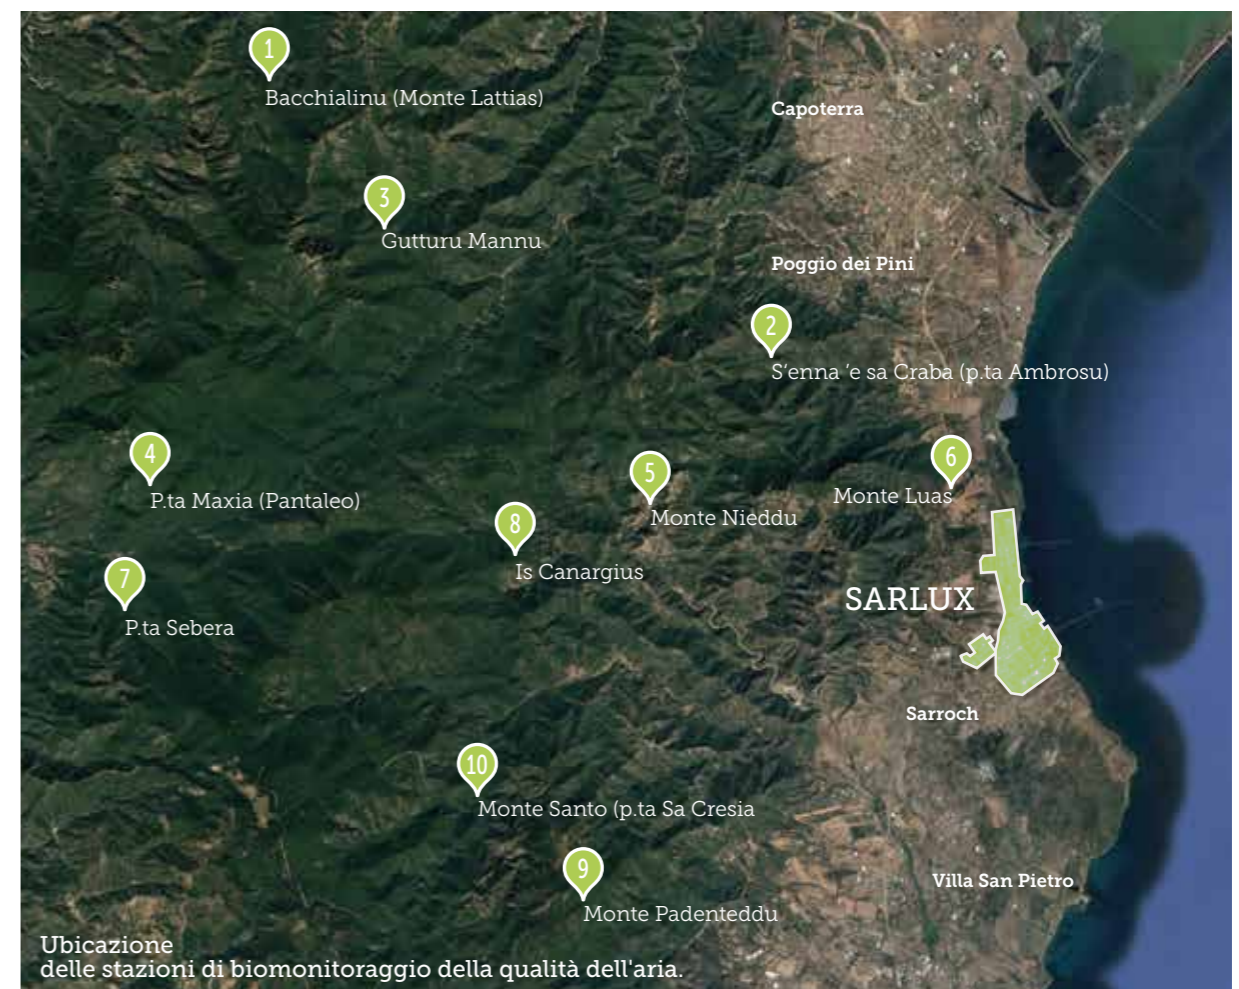 1
Bacchialinu (Monte Lattias)
Capoterra
3
Gutturu Mannu
Poggio dei Pini
2
S'enna 'e sa Craba (p.ta Ambrosu)
4
P.ta Maxia (Pantaleo)
5
Monte Nieddu
6
Monte Luas
8
Is Canargius
7
P.ta Sebera
SARLUX
Sarroch
10
Monte Santo (p.ta Sa Cresia
9
Monte Padenteddu
Villa San Pietro
Ubicazione
delle stazioni di biomonitoraggio della qualità dell'aria.